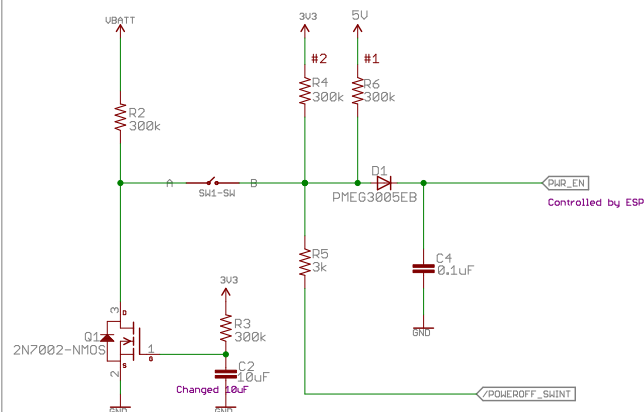 VBATT
3V3
5V
#2
#1
R4
300k
R6
300k
R2
300k
A
SW1-SW
B
D1
PMEG3005EB
PWR_EN
Controlled by ESP
R5
3k
C4
0.1uF
GND
3V3
R3
300k
3
D
Q1
2N7002-NMOS
1
G
2
S
C2
10uF
Changed 10uF
GND
GND
/POWEROFF_SWINT